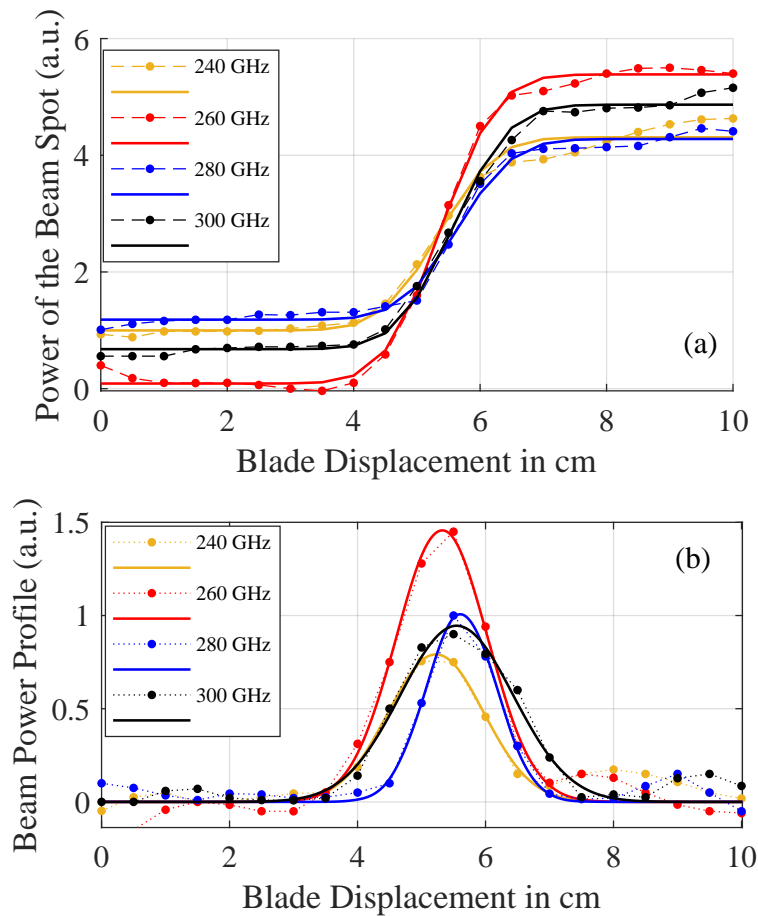 Power of the Beam Spot (a.u.)
6
4
2
0
240 GHz
260 GHz
280 GHz
300 GHz
(a)
0 2 4 6 8 10
Blade Displacement in cm
Beam Power Profile (a.u.)
1.5
1
0.5
0
240 GHz
260 GHz
280 GHz
300 GHz
(b)
0 2 4 6 8 10
Blade Displacement in cm